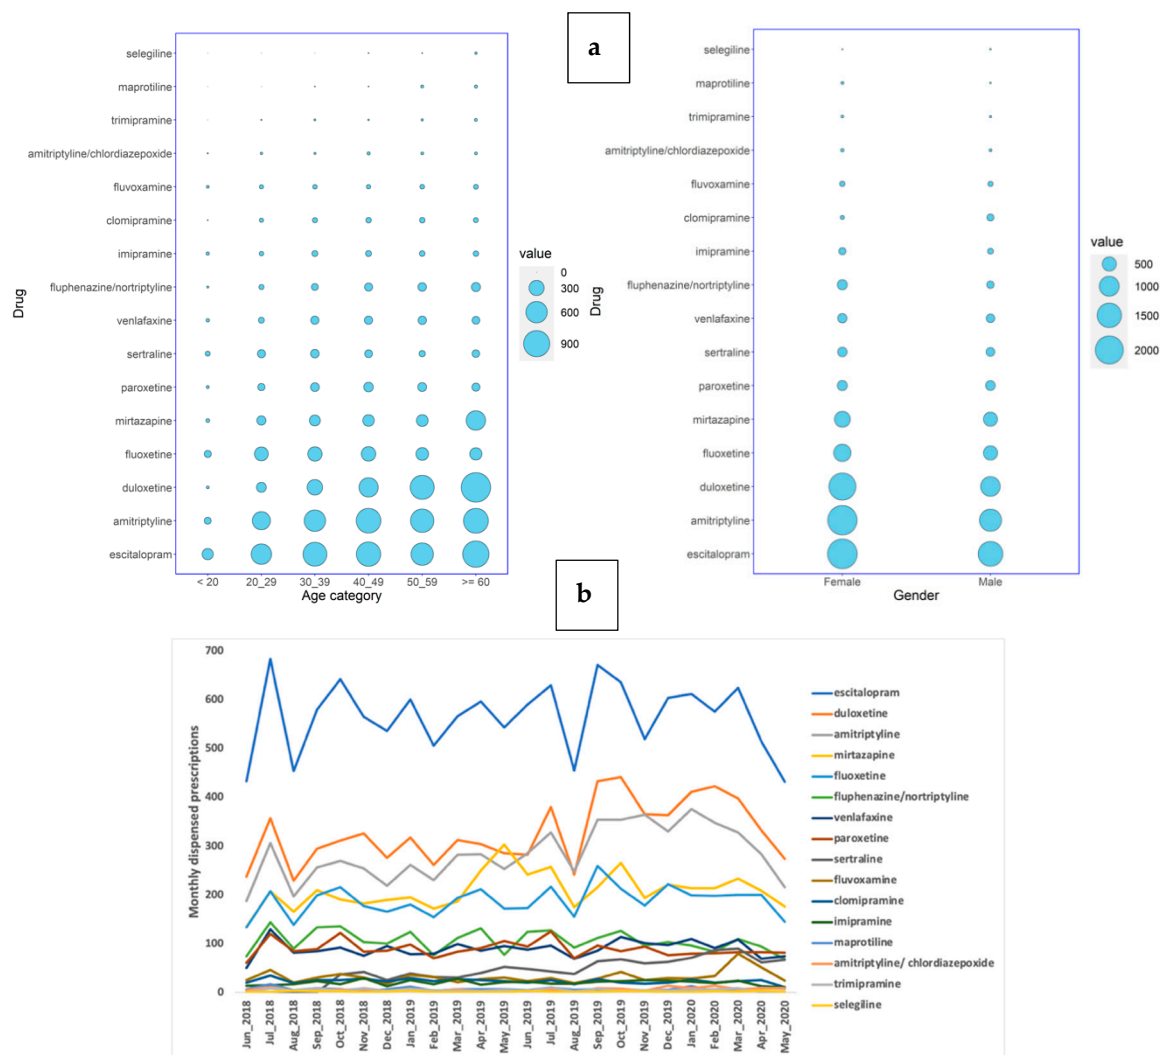 a
selegiline
maprotiline
trimipramine
amitriptyline/chlordiazepoxide
fluvoxamine
clomipramine
imipramine
fluphenazine/nortriptyline
venlafaxine
sertraline
paroxetine
mirtazapine
fluoxetine
duloxetine
amitriptyline
escitalopram
Drug
< 20 20_29 30_39 40_49 50_59 >= 60
Age category
value
0
300
600
900
selegiline
maprotiline
trimipramine
amitriptyline/chlordiazepoxide
fluvoxamine
clomipramine
imipramine
fluphenazine/nortriptyline
venlafaxine
sertraline
paroxetine
mirtazapine
fluoxetine
duloxetine
amitriptyline
escitalopram
Drug
Female Male
Gender
value
500
1000
1500
2000
b
700
600
500
400
300
200
100
0
Monthly dispensed prescriptions
Jun_2018
Jul_2018
Aug_2018
Sep_2018
Oct_2018
Nov_2018
Dec_2018
Jan_2019
Feb_2019
Mar_2019
Apr_2019
May_2019
Jun_2019
Jul_2019
Aug_2019
Sep_2019
Oct_2019
Nov_2019
Dec_2019
Jan_2020
Feb_2020
Mar_2020
Apr_2020
May_2020
escitalopram
duloxetine
amitriptyline
mirtazapine
fluoxetine
fluphenazine/nortriptyline
venlafaxine
paroxetine
sertraline
fluvoxamine
clomipramine
imipramine
maprotiline
amitriptyline/ chlordiazepoxide
trimipramine
selegiline